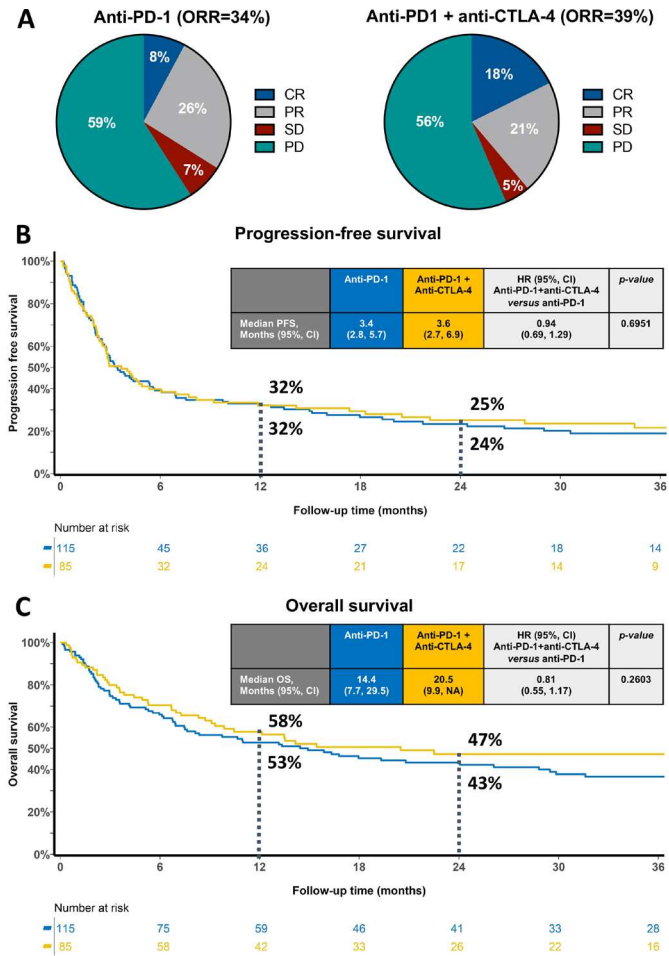 A
Anti-PD-1 (ORR=34%)
8%
26%
7%
59%
CR
PR
SD
PD
Anti-PD1 + anti-CTLA-4 (ORR=39%)
18%
21%
5%
56%
CR
PR
SD
PD
B
Progression-free survival
Progression free survival
100%
80%
60%
40%
20%
0%
Anti-PD-1
Anti-PD-1 +
Anti-CTLA-4
HR (95%, CI)
Anti-PD-1+anti-CTLA-4
versus anti-PD-1
p-value
Median PFS,
Months (95%, CI)
3.4
(2.8, 5.7)
3.6
(2.7, 6.9)
0.94
(0.69, 1.29)
0.6951
32%
32%
25%
24%
0 6 12 18 24 30 36
Follow-up time (months)
Number at risk
115 45 36 27 22 18 14
85 32 24 21 17 14 9
C
Overall survival
Overall survival
100%
80%
60%
40%
20%
0%
Anti-PD-1
Anti-PD-1 +
Anti-CTLA-4
HR (95%, CI)
Anti-PD-1+anti-CTLA-4
versus anti-PD-1
p-value
Median OS,
Months (95%, CI)
14.4
(7.7, 29.5)
20.5
(9.9, NA)
0.81
(0.55, 1.17)
0.2603
58%
53%
47%
43%
0 6 12 18 24 30 36
Follow-up time (months)
Number at risk
115 75 59 46 41 33 28
85 58 42 33 26 22 16